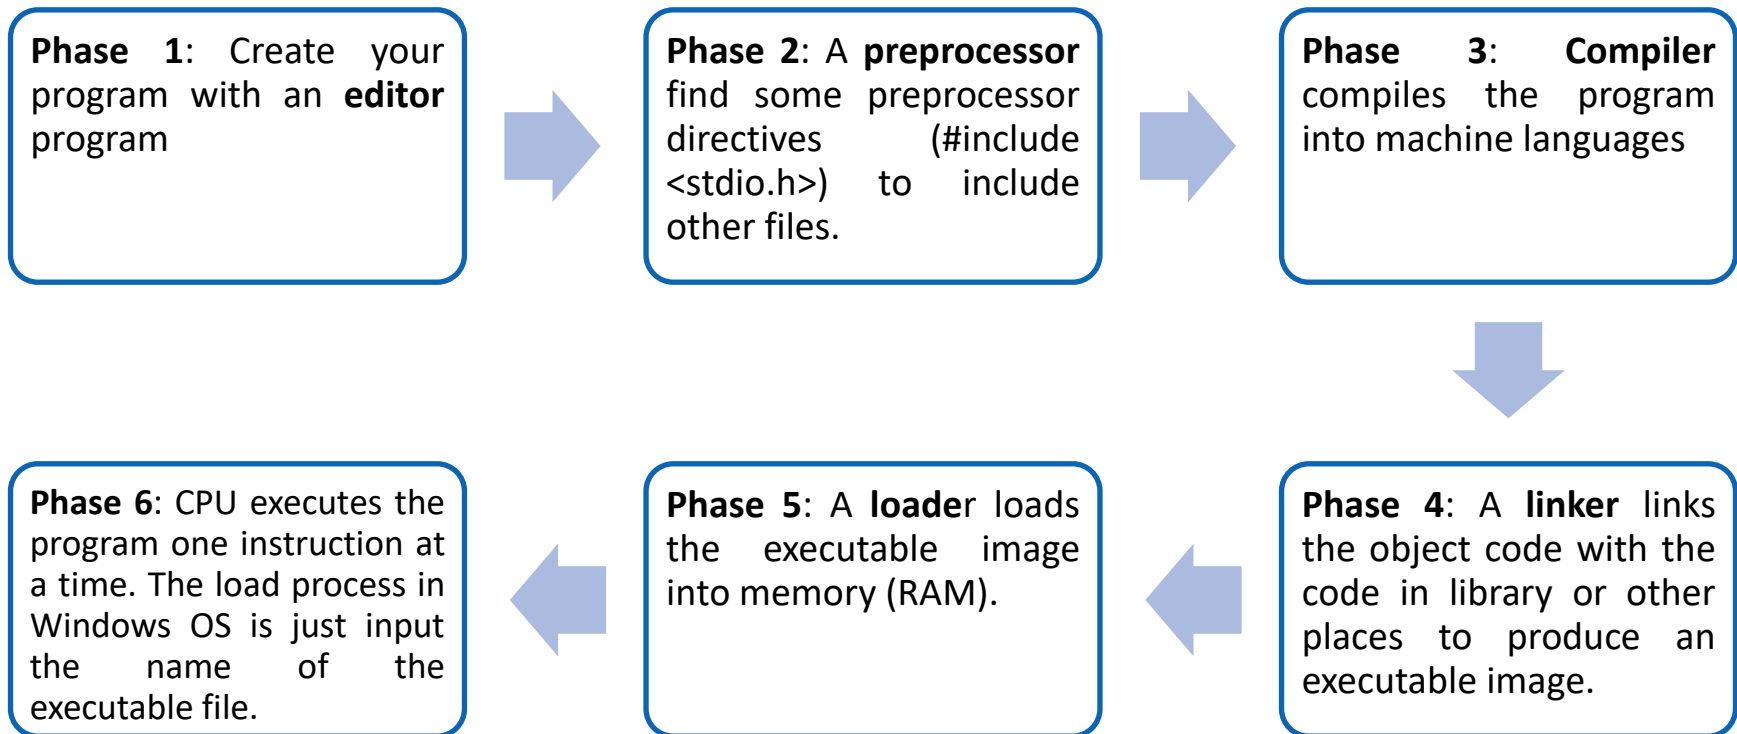 Phase 1: Create your
program with an editor
program
Phase 2: A preprocessor
find some preprocessor
directives (#include
<stdio.h>) to include
other files.
Phase 3: Compiler
compiles the program
into machine languages
Phase 4: A linker links
the object code with the
code in library or other
places to produce an
executable image.
Phase 5: A loader loads
the executable image
into memory (RAM).
Phase 6: CPU executes the
program one instruction at
a time. The load process in
Windows OS is just input
the name of the
executable file.